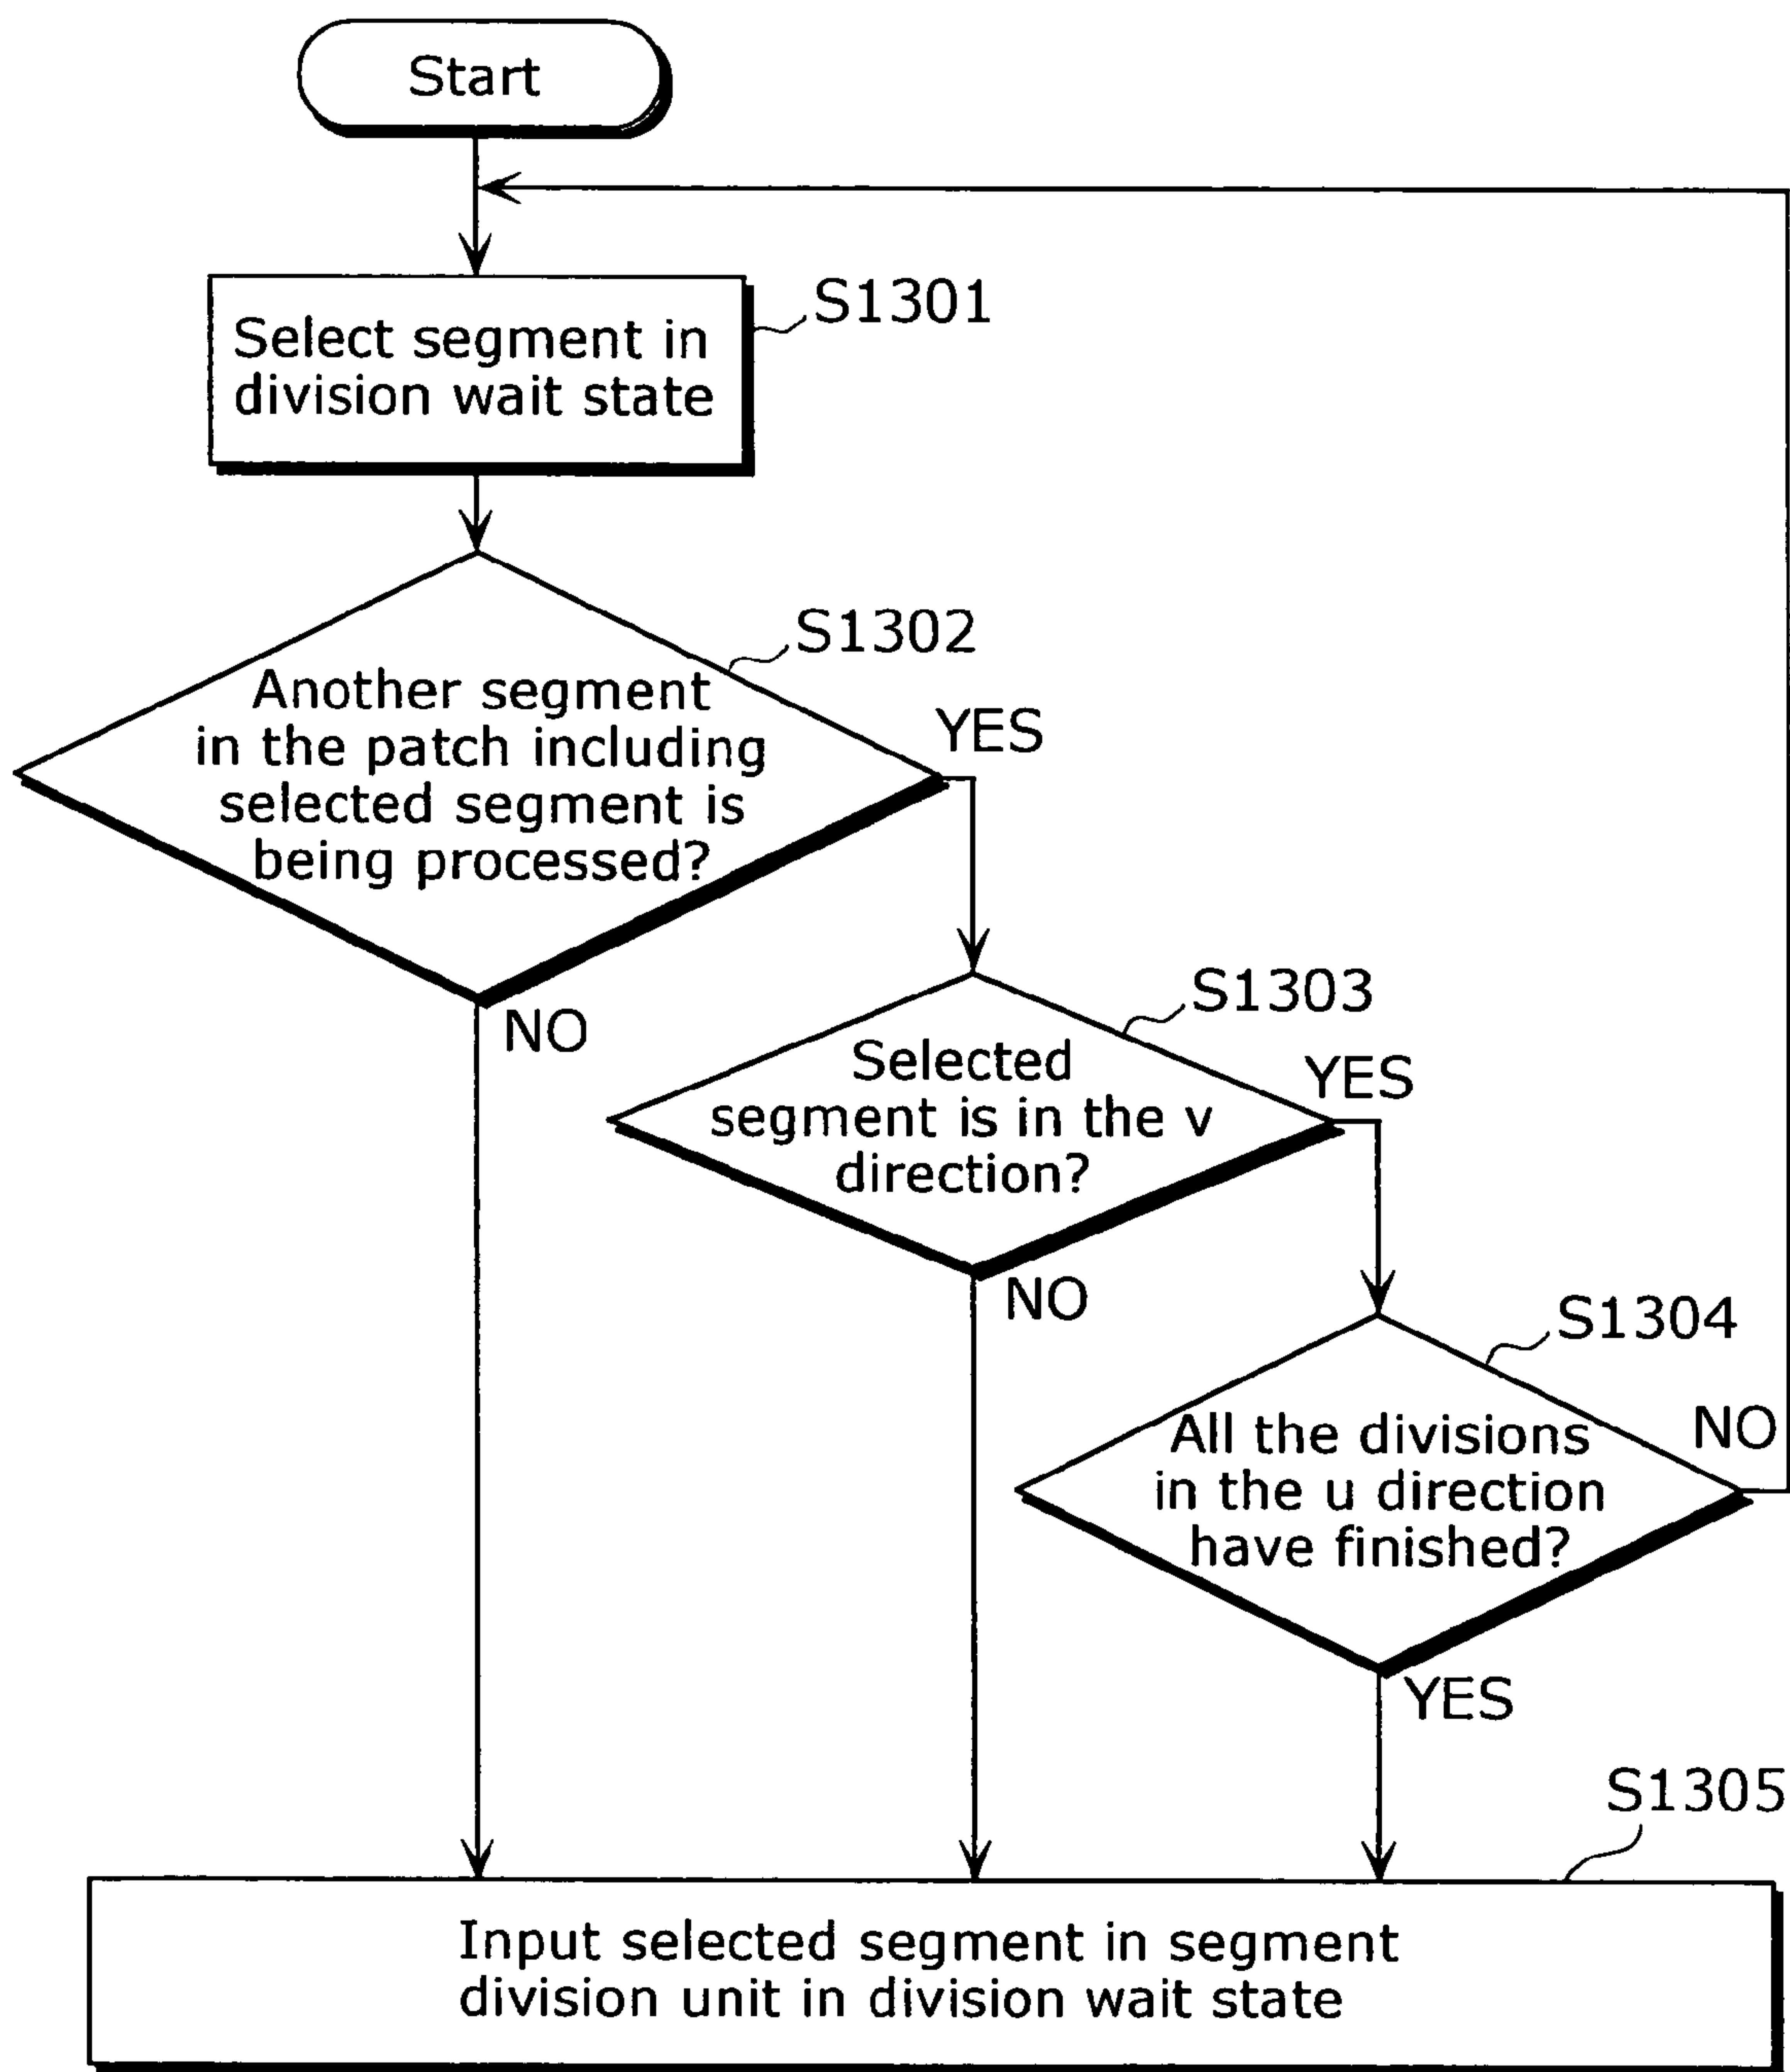 Start
S1301
Select segment in
division wait state
S1302
Another segment
in the patch including
selected segment is
being processed?
YES
NO
S1303
Selected
segment is in the v
direction?
YES
NO
S1304
All the divisions
in the u direction
have finished?
NO
YES
S1305
Input selected segment in segment
division unit in division wait state